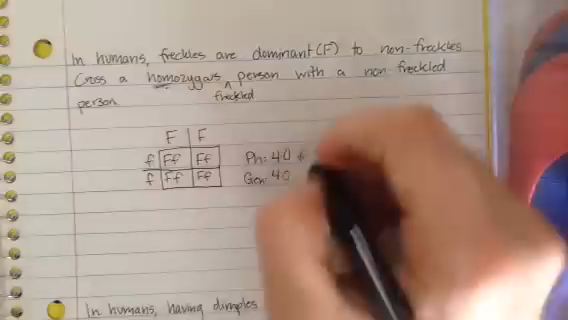 In humans, freckles are dominant (F) to non-freckles
Cross a homozygous ^ person with a non freckled
freckled
person
F F
f Ff Ff
f Ff Ff
Ph: 40
Gen: 40
In humans, having dimples